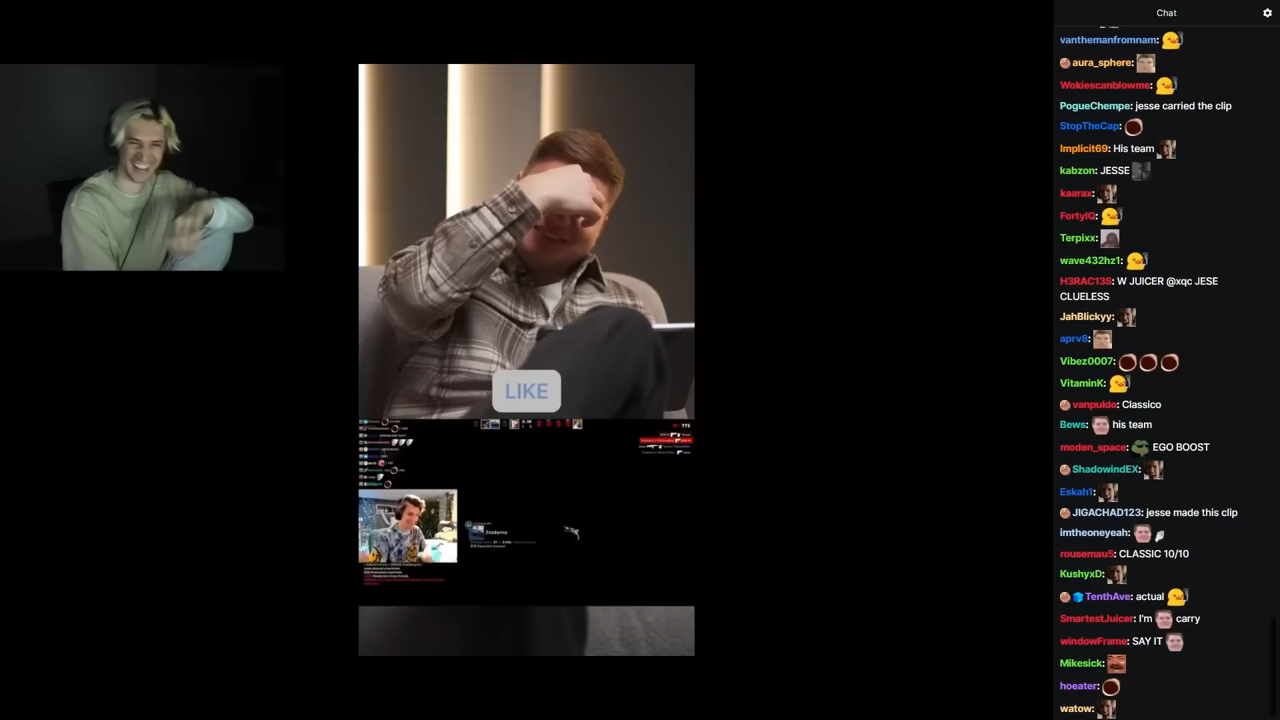 Chat
vanthemanfromnam:
aura_sphere:
Wokiescanblowme:
PogueChempe: jesse carried the clip
StopTheCap:
Implicit69: His team
kabzon: JESSE
kaarax:
FortyIQ:
Terpixx:
wave432hz1:
H3RAC13S: W JUICER @xqc JESE
CLUELESS
JahBlickyy:
aprv8:
Vibez0007:
VitaminK:
vanpuldo: Classico
Bews: his team
moden_space: EGO BOOST
ShadowindEX:
Eskah1:
JIGACHAD123: jesse made this clip
imtheoneyeah:
rousemau5: CLASSIC 10/10
KushyxD:
TenthAve: actual
SmartestJuicer: I'm carry
windowFrame: SAY IT
Mikesick:
hoeater:
watow:
LIKE